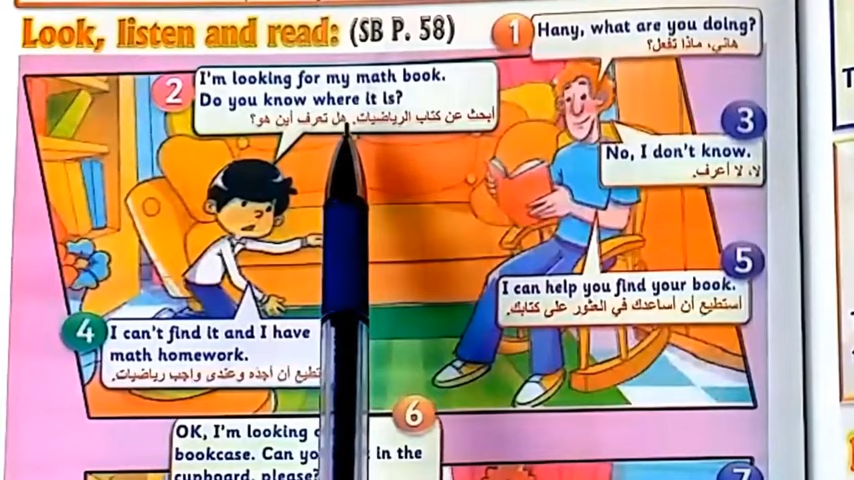 Look, listen and read: (SB P. 58)
1
Hany, what are you doing?
هاني، ماذا تفعل؟
2
I'm looking for my math book.
Do you know where it is?
أبحث عن كتاب الرياضيات. هل تعرف أين هو؟
3
No, I don't know.
لا، لا أعرف.
4
I can't find it and I have
math homework.
أن أجده وعندى واجب رياضيات.
5
I can help you find your book.
أستطيع أن أساعدك في العثور على كتابك.
6
OK, I'm looking
bookcase. Can in the
cupboard, please?
7